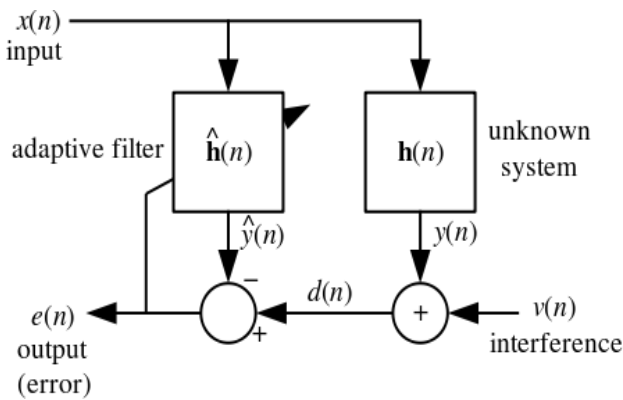 x(n)
input
adaptive filter
ĥ(n)
h(n)
unknown
system
ŷ(n)
y(n)
−
+
d(n)
+
e(n)
output
(error)
v(n)
interference